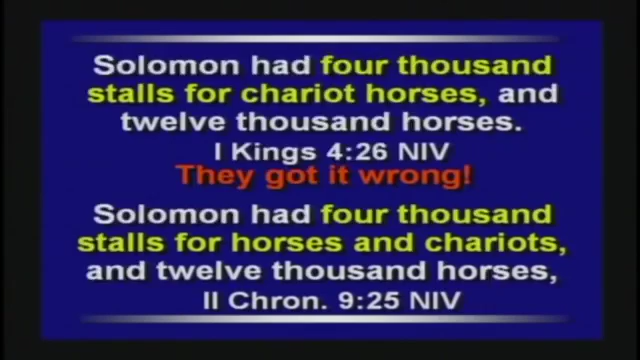 Solomon had four thousand
stalls for chariot horses, and
twelve thousand horses.
I Kings 4:26 NIV
They got it wrong!
Solomon had four thousand
stalls for horses and chariots,
and twelve thousand horses,
II Chron. 9:25 NIV